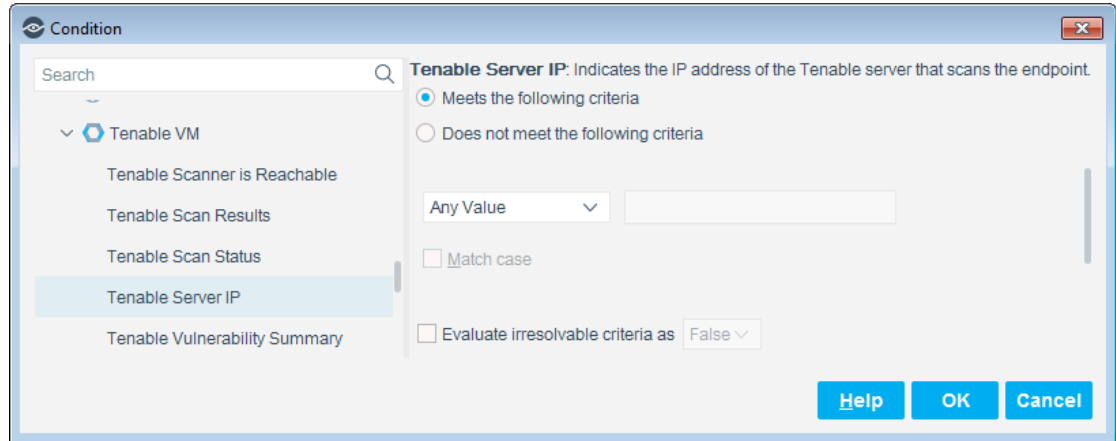 Condition
Search
Tenable VM
Tenable Scanner is Reachable
Tenable Scan Results
Tenable Scan Status
Tenable Server IP
Tenable Vulnerability Summary
Tenable Server IP: Indicates the IP address of the Tenable server that scans the endpoint.
Meets the following criteria
Does not meet the following criteria
Any Value
Match case
Evaluate irresolvable criteria as False
Help OK Cancel